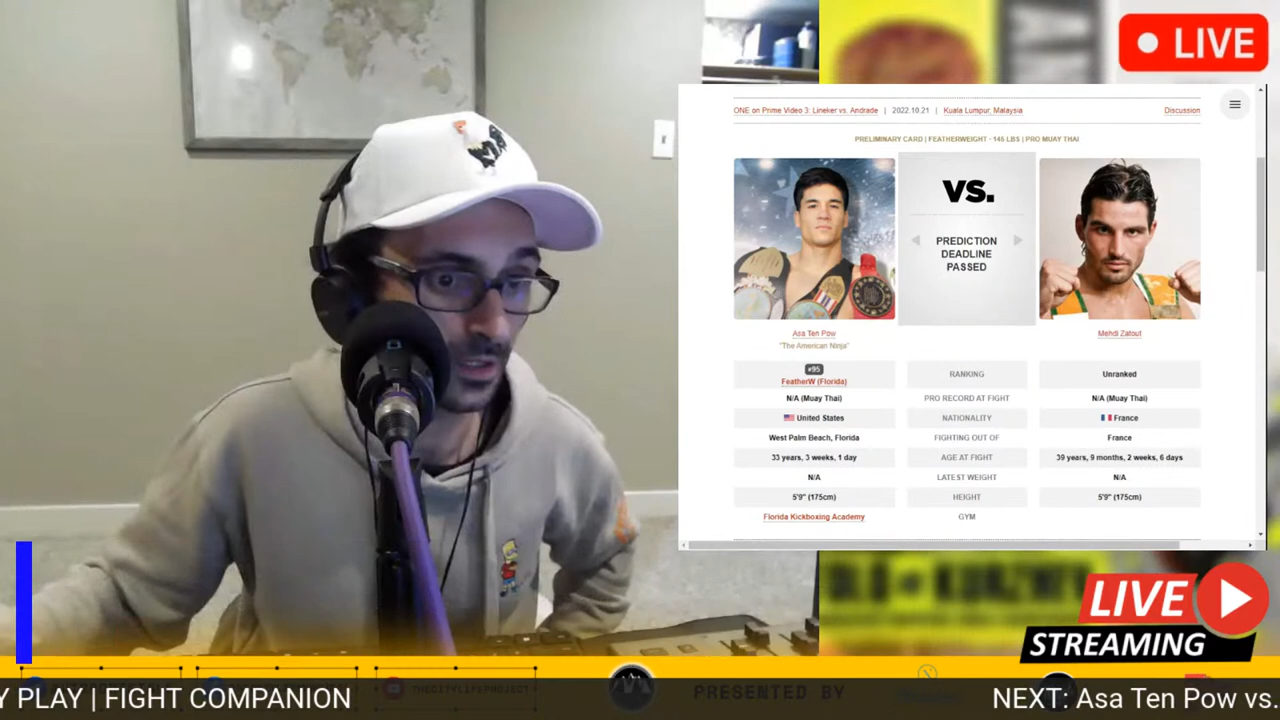 LIVE
ONE on Prime Video 3: Lineker vs. Andrade | 2022.10.21 | Kuala Lumpur, Malaysia Discussion
PRELIMINARY CARD | FEATHERWEIGHT · 145 LBS | PRO MUAY THAI
VS.
PREDICTION
DEADLINE
PASSED
Asa Ten Pow Mehdi Zatout
"The American Ninja"
#95
FeatherW (Florida) RANKING Unranked
N/A (Muay Thai) PRO RECORD AT FIGHT N/A (Muay Thai)
United States NATIONALITY France
West Palm Beach, Florida FIGHTING OUT OF France
33 years, 3 weeks, 1 day AGE AT FIGHT 39 years, 9 months, 2 weeks, 6 days
N/A LATEST WEIGHT N/A
5'9" (175cm) HEIGHT 5'9" (175cm)
Florida Kickboxing Academy GYM
LIVE
STREAMING
THECITYLIFEPROJECT
PRESENTED BY
Y PLAY | FIGHT COMPANION NEXT: Asa Ten Pow vs.